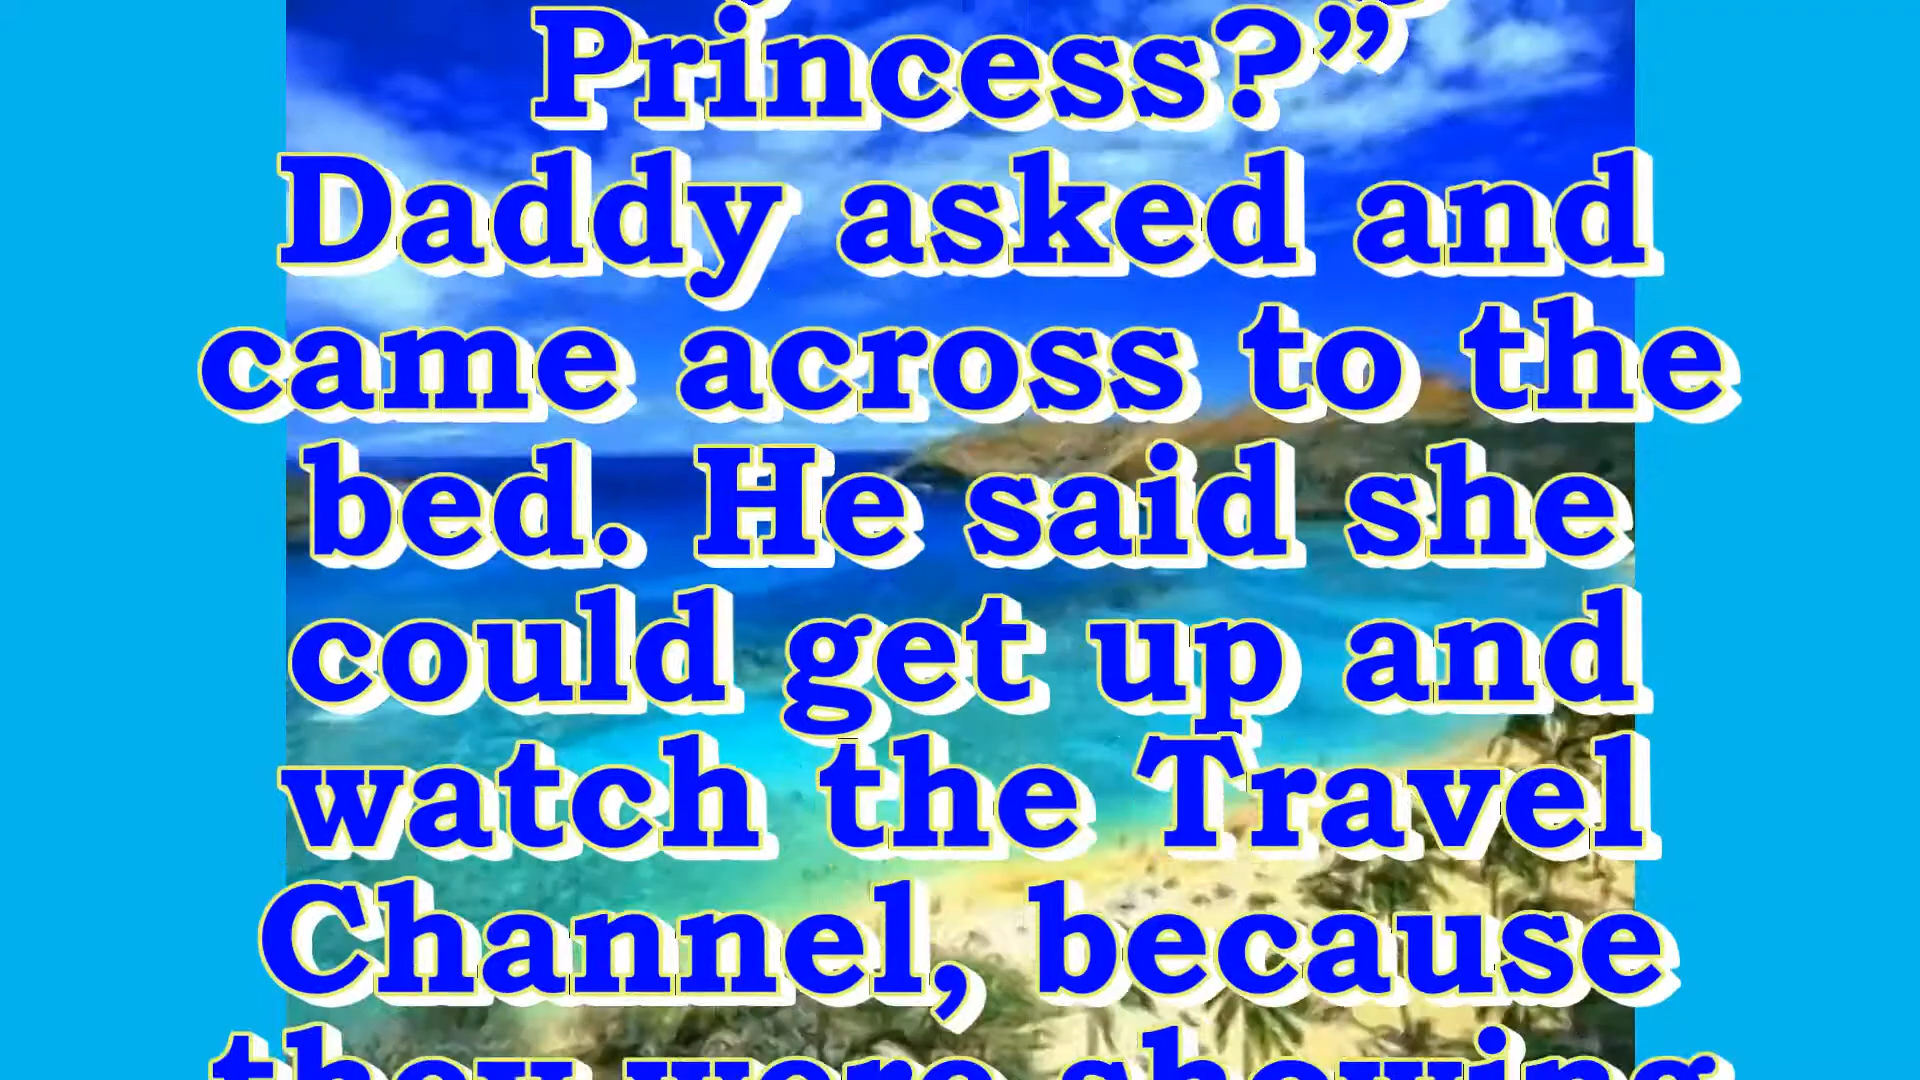 Princess?”
Daddy asked and
came across to the
bed. He said she
could get up and
watch the Travel
Channel, because
they were showing